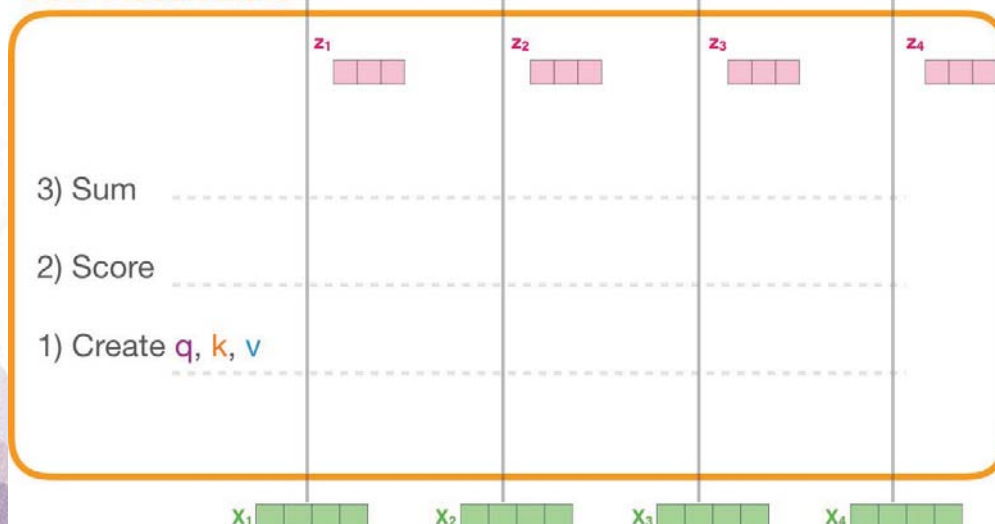 z₁ z₂ z₃ z₄
3) Sum
2) Score
1) Create q, k, v
X₁ X₂ X₃ X₄